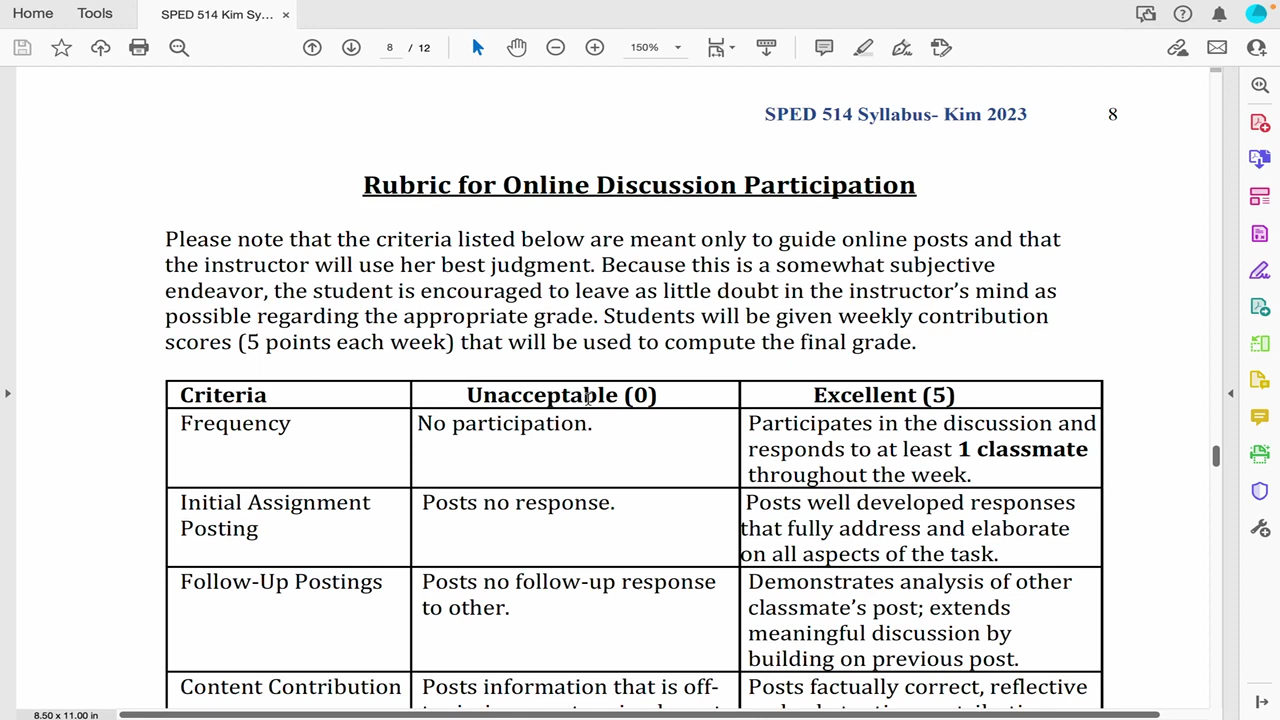 Home
Tools
SPED 514 Kim Sy...
8 / 12
150%
SPED 514 Syllabus- Kim 2023
8
Rubric for Online Discussion Participation
Please note that the criteria listed below are meant only to guide online posts and that
the instructor will use her best judgment. Because this is a somewhat subjective
endeavor, the student is encouraged to leave as little doubt in the instructor’s mind as
possible regarding the appropriate grade. Students will be given weekly contribution
scores (5 points each week) that will be used to compute the final grade.
Criteria
Unacceptable (0)
Excellent (5)
Frequency
No participation.
Participates in the discussion and
responds to at least 1 classmate
throughout the week.
Initial Assignment
Posting
Posts no response.
Posts well developed responses
that fully address and elaborate
on all aspects of the task.
Follow-Up Postings
Posts no follow-up response
to other.
Demonstrates analysis of other
classmate’s post; extends
meaningful discussion by
building on previous post.
Content Contribution
Posts information that is off-
Posts factually correct, reflective
8.50 x 11.00 in